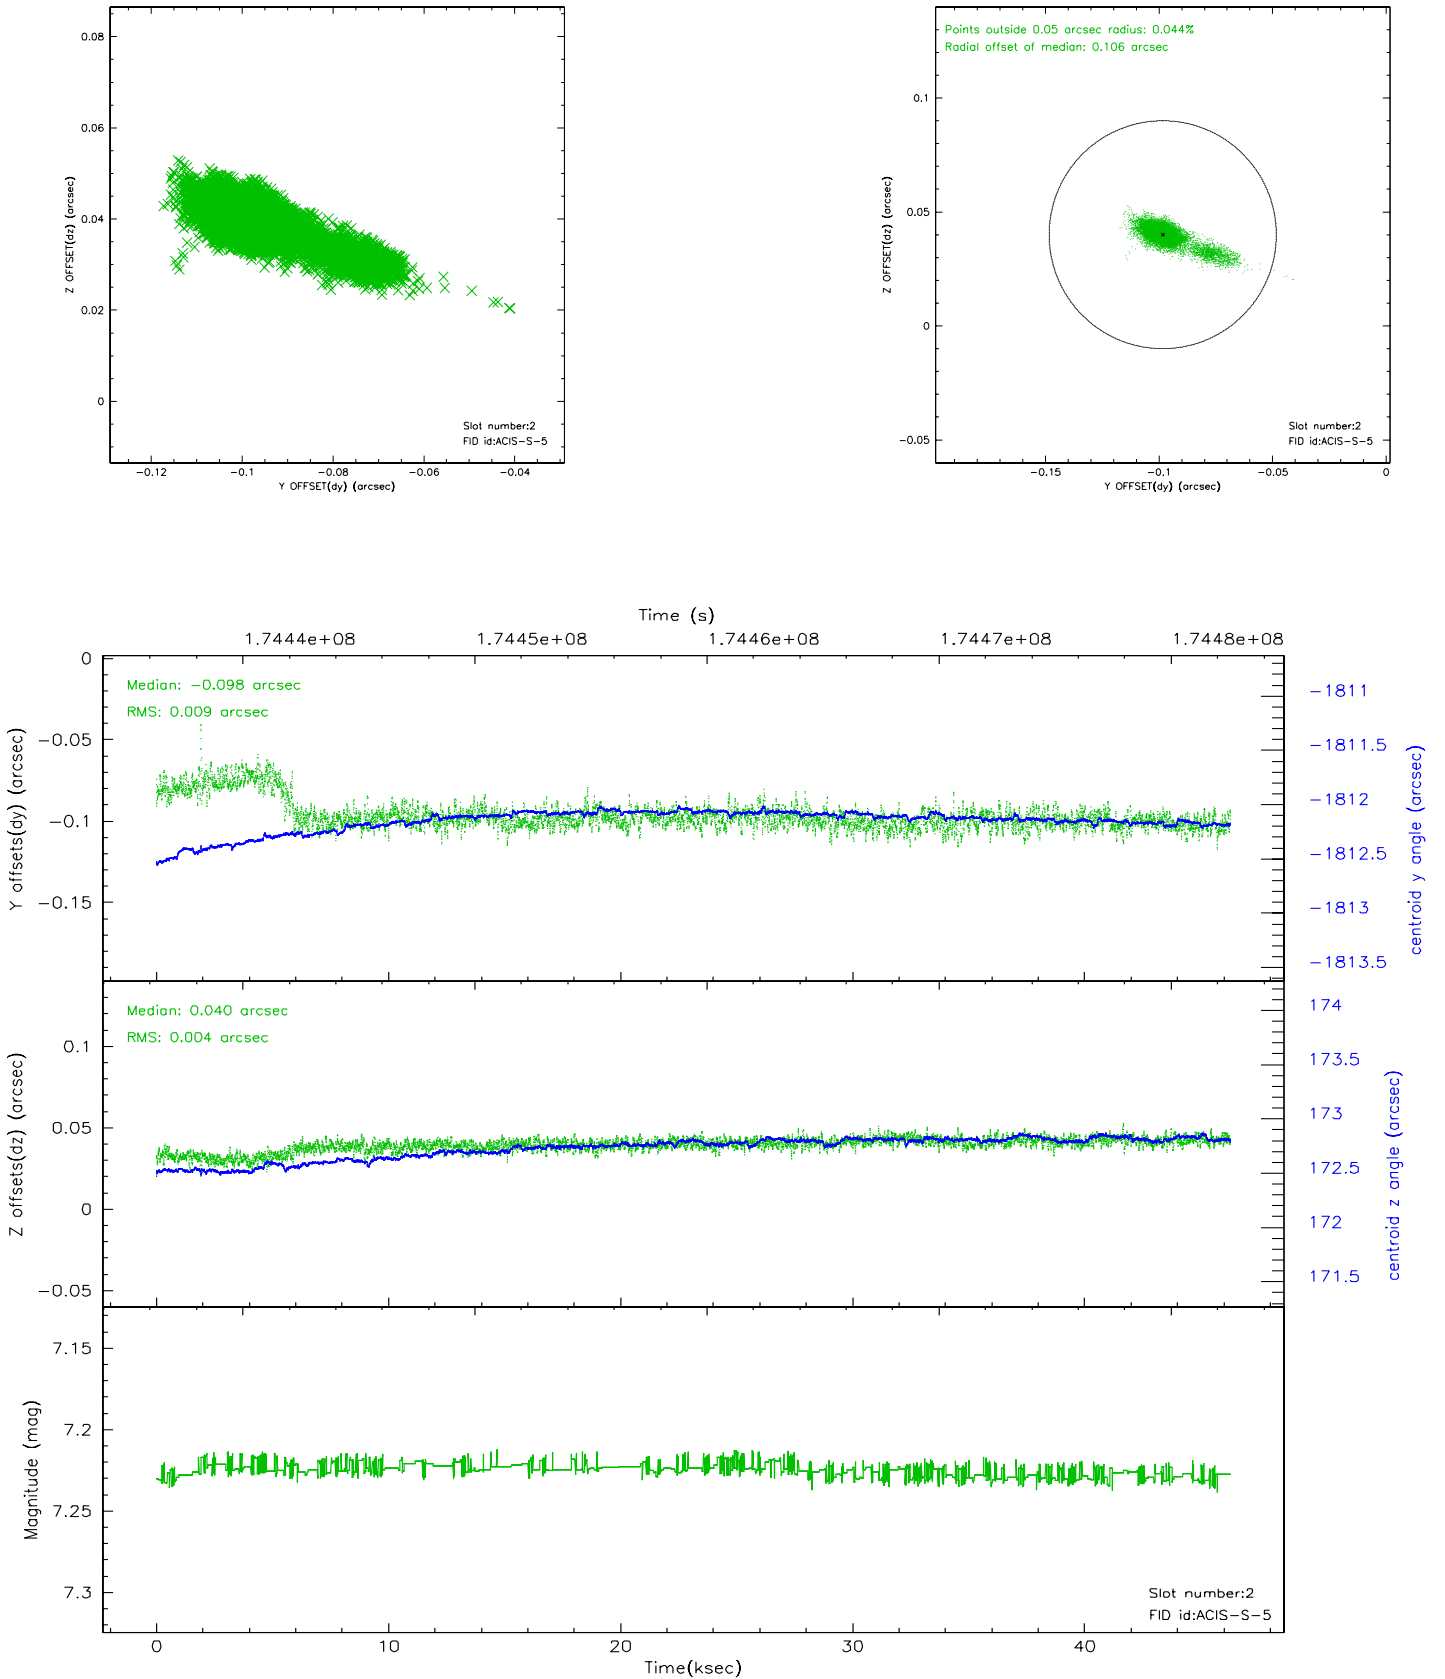 0.08
0.06
0.04
0.02
0
Z OFFSET(dz) (arcsec)
Slot number:2
FID id:ACIS-S-5
-0.12
-0.1
-0.08
-0.06
-0.04
Y OFFSET(dy) (arcsec)
Points outside 0.05 arcsec radius: 0.044%
Radial offset of median: 0.106 arcsec
0.1
0.05
0
-0.05
Z OFFSET(dz) (arcsec)
Slot number:2
FID id:ACIS-S-5
-0.15
-0.1
-0.05
0
Y OFFSET(dy) (arcsec)
Time (s)
1.7444e+08
1.7445e+08
1.7446e+08
1.7447e+08
1.7448e+08
0
-0.05
-0.1
-0.15
Y offsets(dy) (arcsec)
Median: -0.098 arcsec
RMS: 0.009 arcsec
-1811
-1811.5
-1812
-1812.5
-1813
-1813.5
centroid y angle (arcsec)
0.1
0.05
0
-0.05
Z offsets(dz) (arcsec)
Median: 0.040 arcsec
RMS: 0.004 arcsec
174
173.5
173
172.5
172
171.5
centroid z angle (arcsec)
7.15
7.2
7.25
7.3
Magnitude (mag)
Slot number:2
FID id:ACIS-S-5
0
10
20
30
40
Time(ksec)